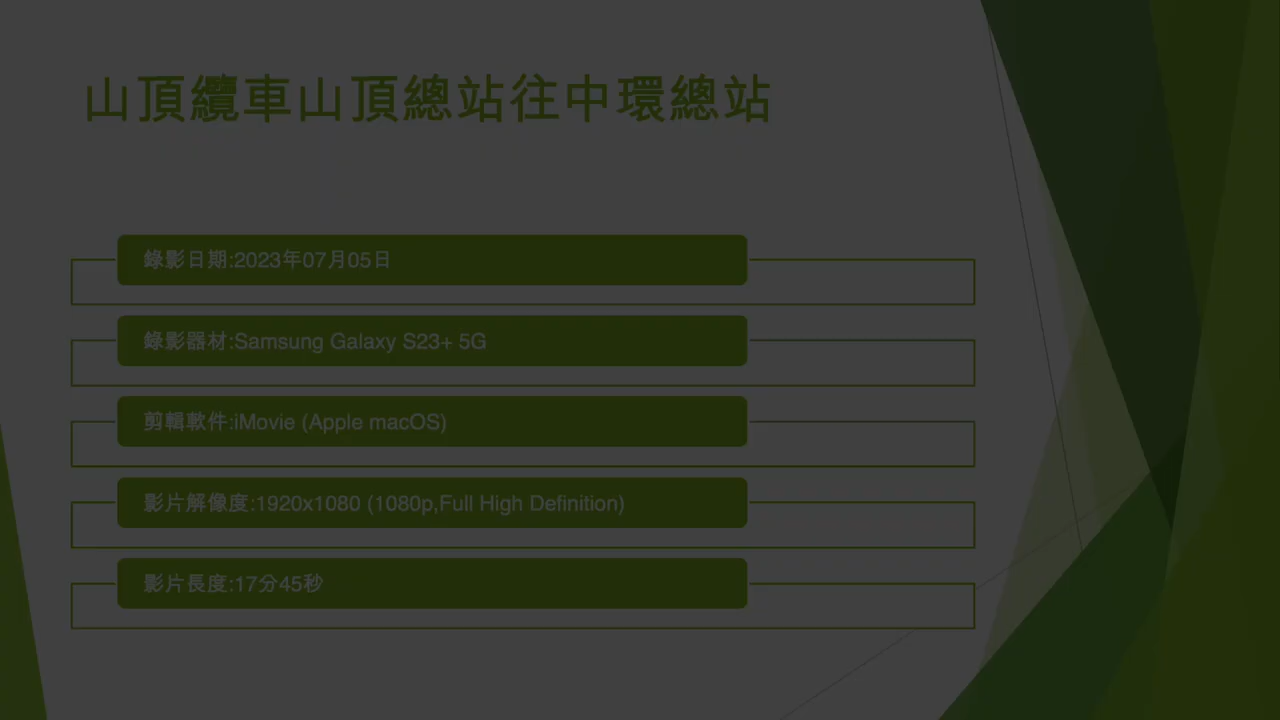 山頂纜車山頂總站往中環總站
錄影日期:2023年07月05日
錄影器材:Samsung Galaxy S23+ 5G
剪輯軟件:iMovie (Apple macOS)
影片解像度:1920x1080 (1080p,Full High Definition)
影片長度:17分45秒